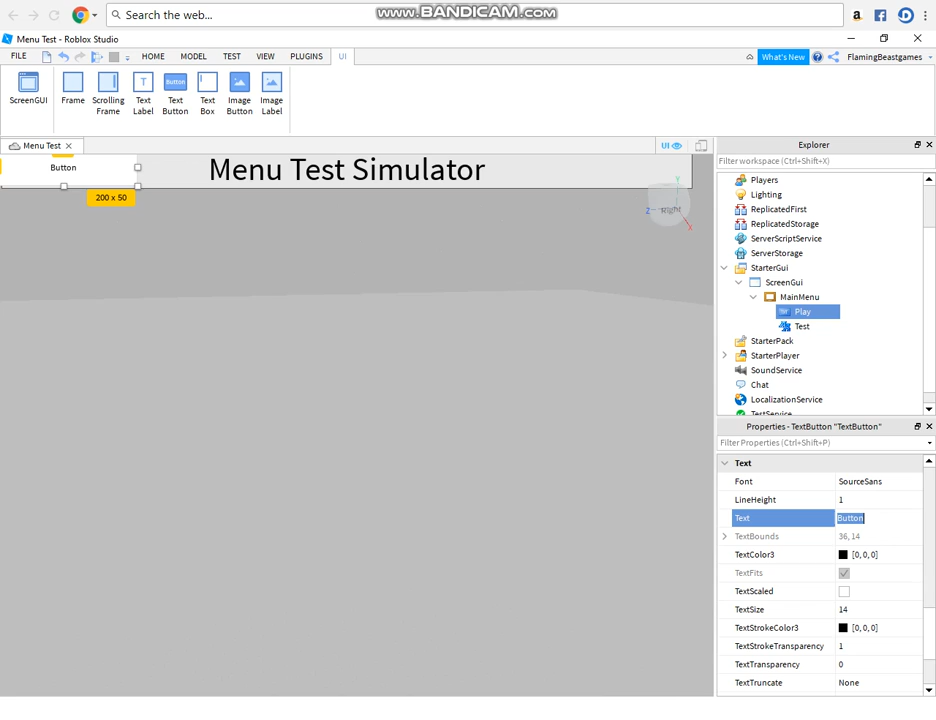 Search the web...
www.BANDICAM.com
Menu Test - Roblox Studio
FILE HOME MODEL TEST VIEW PLUGINS UI What's New FlamingBeastgames
ScreenGUI Frame Scrolling Frame Text Label Button Text Button Text Box Image Button Image Label
T
Menu Test
UI
Explorer
Button
Menu Test Simulator
200 x 50
Y
Z
Right
X
Filter workspace (Ctrl+Shift+X)
Players
Lighting
ReplicatedFirst
ReplicatedStorage
ServerScriptService
ServerStorage
StarterGui
ScreenGui
MainMenu
Play
Test
StarterPack
StarterPlayer
SoundService
Chat
LocalizationService
TestService
Properties - TextButton "TextButton"
Filter Properties (Ctrl+Shift+P)
Text
Font SourceSans
LineHeight 1
Text Button
TextBounds 36, 14
TextColor3 [0, 0, 0]
TextFits
TextScaled
TextSize 14
TextStrokeColor3 [0, 0, 0]
TextStrokeTransparency 1
TextTransparency 0
TextTruncate None